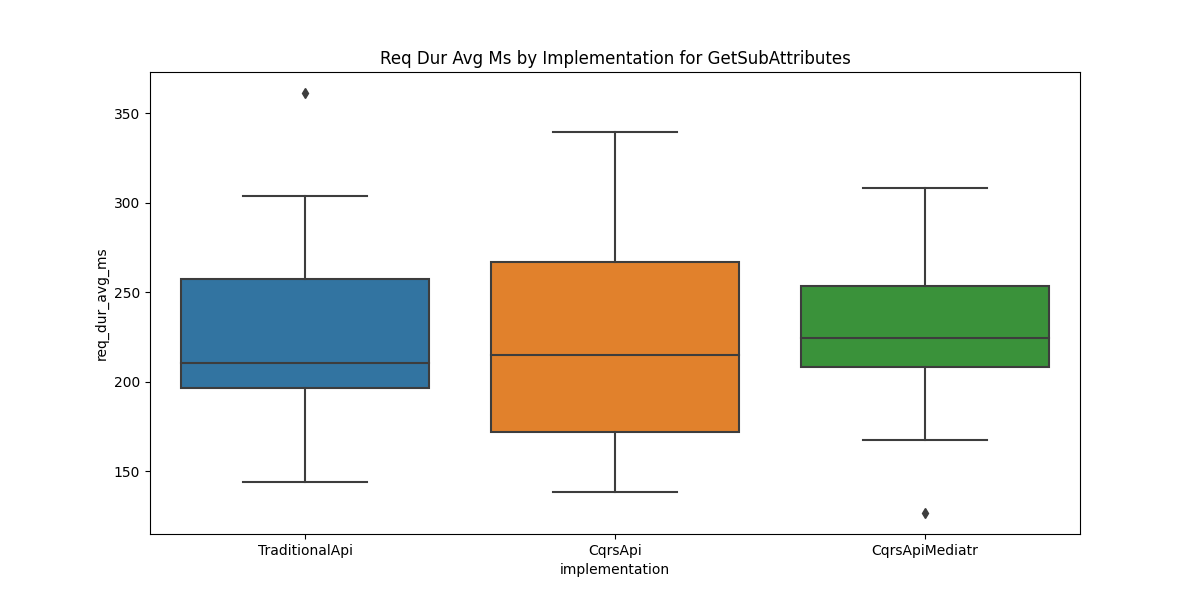 Req Dur Avg Ms by Implementation for GetSubAttributes
350
300
250
200
150
req_dur_avg_ms
TraditionalApi
CqrsApi
CqrsApiMediatr
implementation